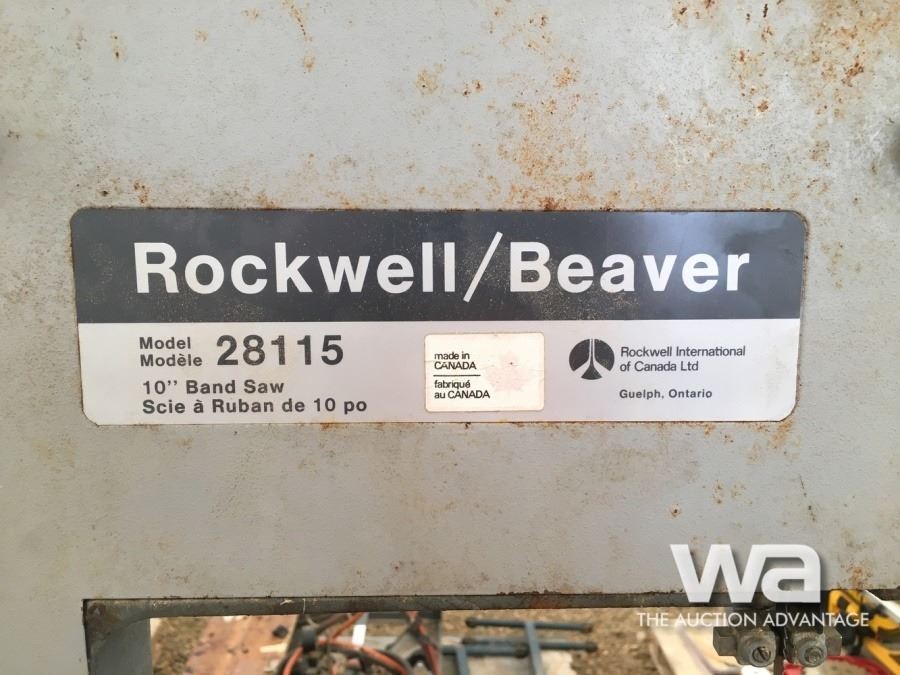 Rockwell/Beaver
Model
Modèle 28115
10'' Band Saw
Scie à Ruban de 10 po
made in
CANADA
fabriqué
au CANADA
Rockwell International
of Canada Ltd
Guelph, Ontario
wa
THE AUCTION ADVANTAGE